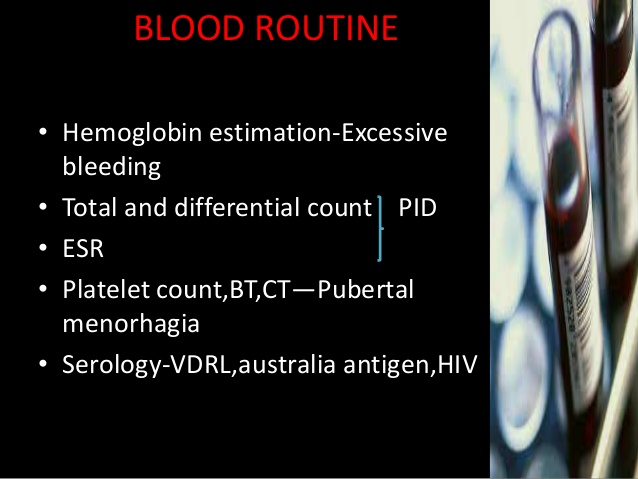 BLOOD ROUTINE
• Hemoglobin estimation-Excessive
bleeding
• Total and differential count PID
• ESR
• Platelet count,BT,CT—Pubertal
menorhagia
• Serology-VDRL,australia antigen,HIV